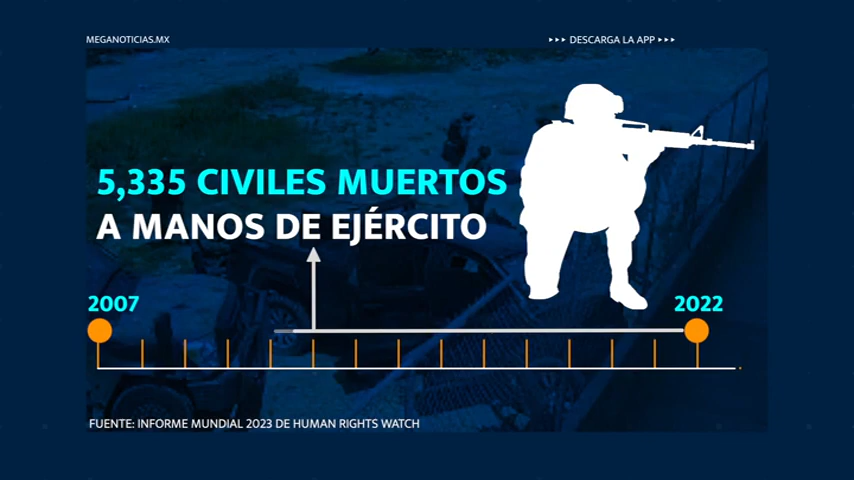 MEGANOTICIAS.MX
DESCARGA LA APP
5,335 CIVILES MUERTOS
A MANOS DE EJÉRCITO
2007
2022
FUENTE: INFORME MUNDIAL 2023 DE HUMAN RIGHTS WATCH